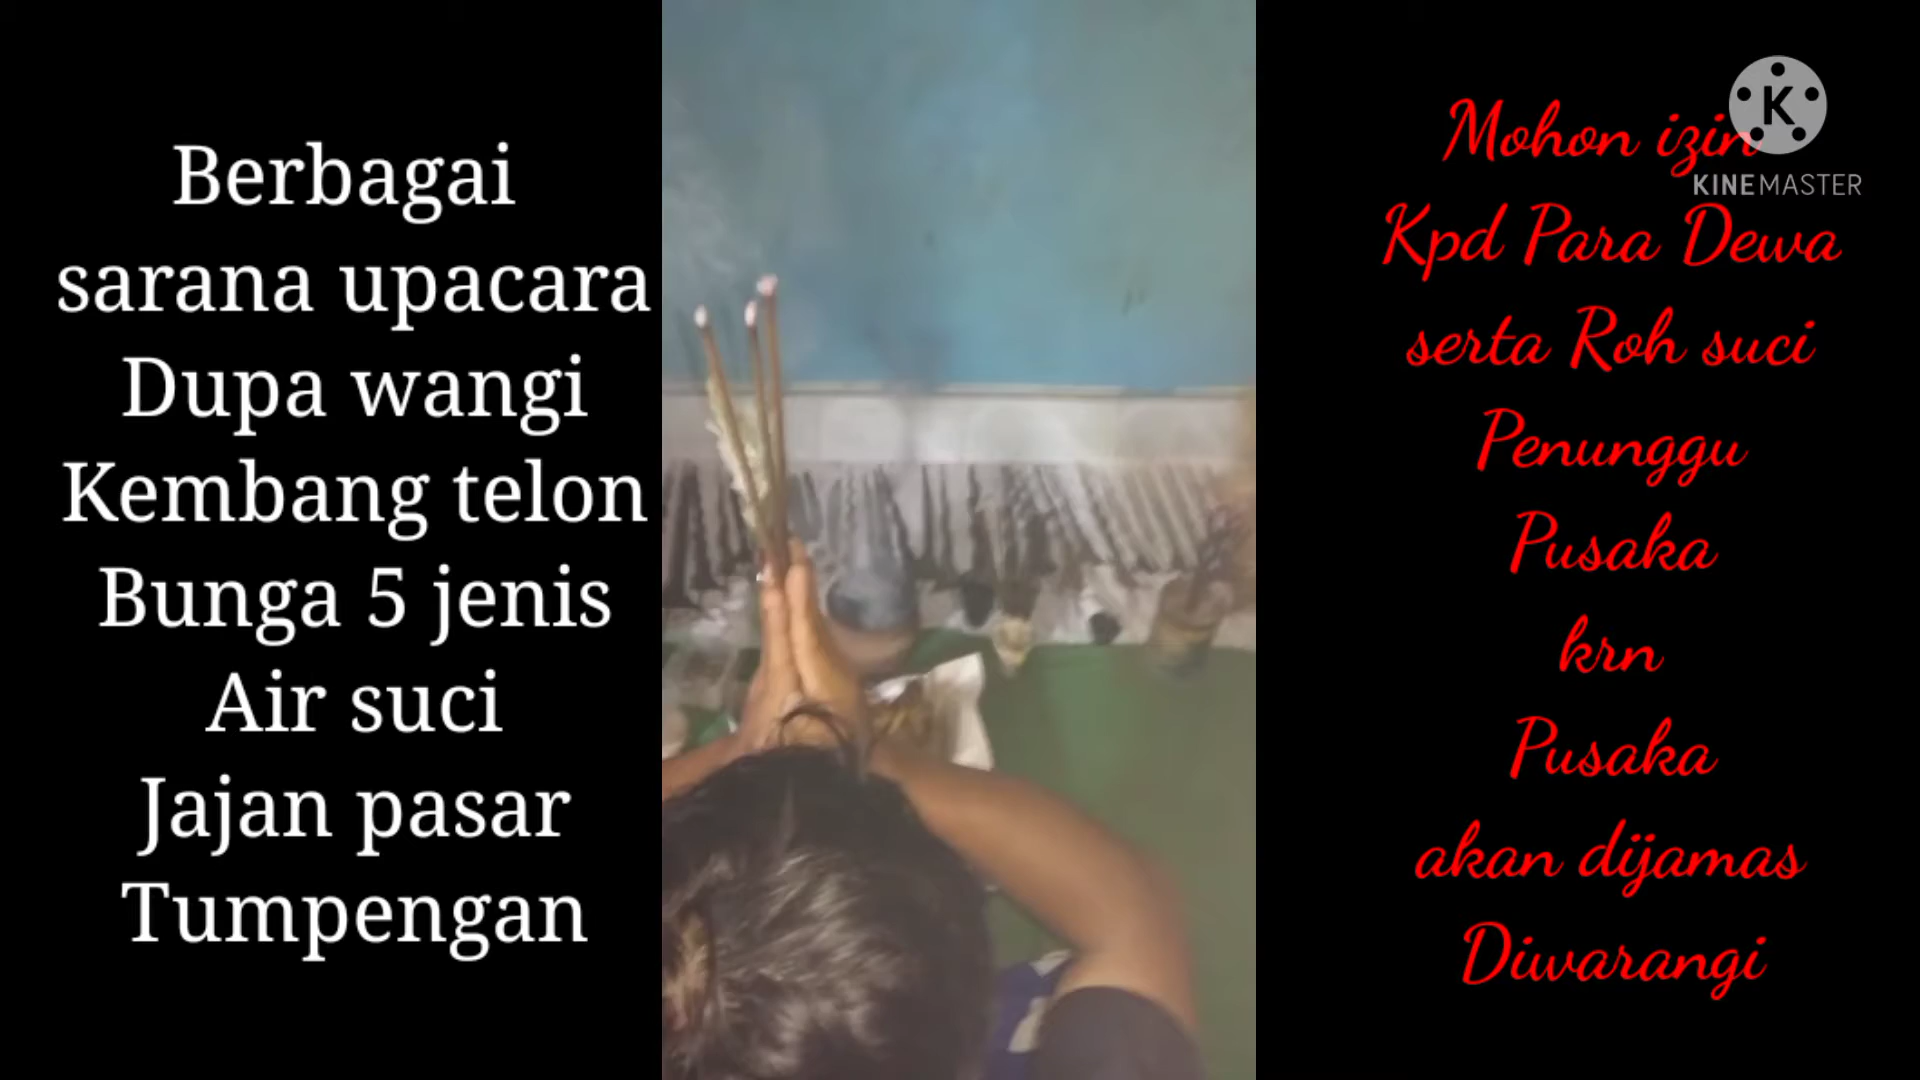 Berbagai
sarana upacara
Dupa wangi
Kembang telon
Bunga 5 jenis
Air suci
Jajan pasar
Tumpengan
Mohon izin
Kpd Para Dewa
serta Roh suci
Penunggu
Pusaka
krn
Pusaka
akan dijamas
Diwarangi
K
KINEMASTER